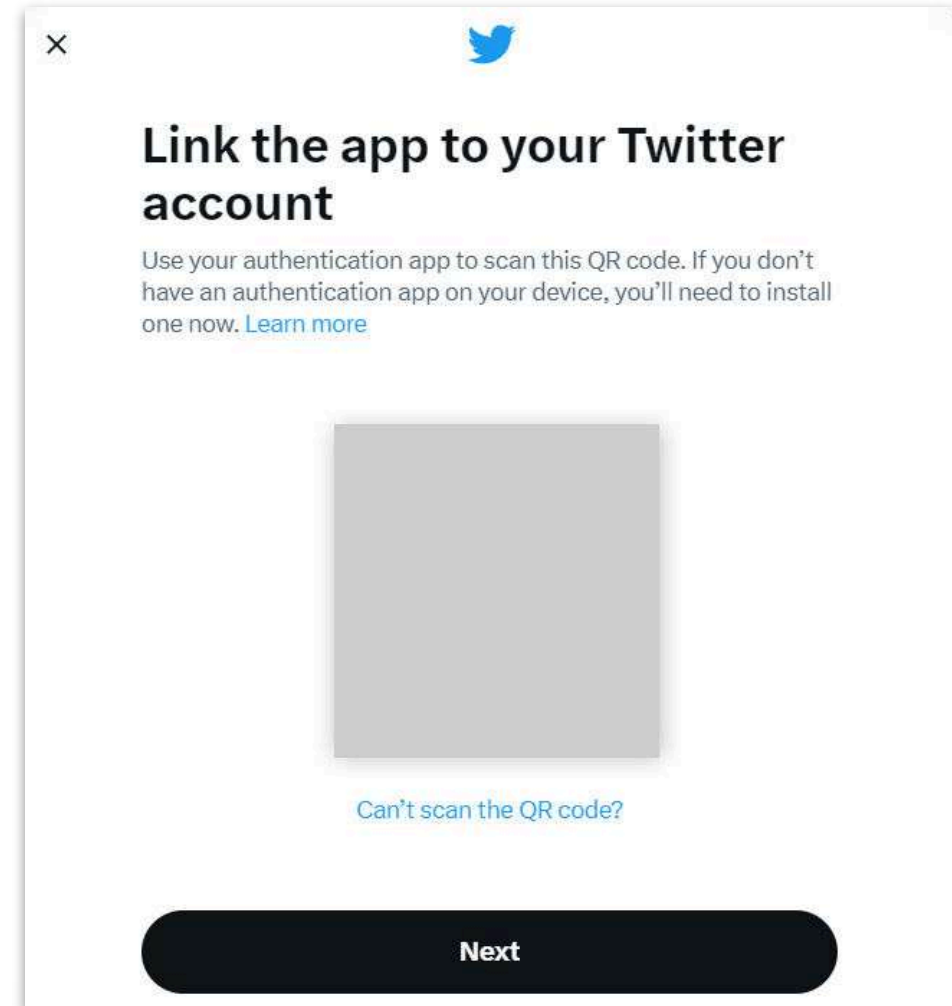 Link the app to your Twitter
account
Use your authentication app to scan this QR code. If you don’t
have an authentication app on your device, you’ll need to install
one now. Learn more
Can’t scan the QR code?
Next